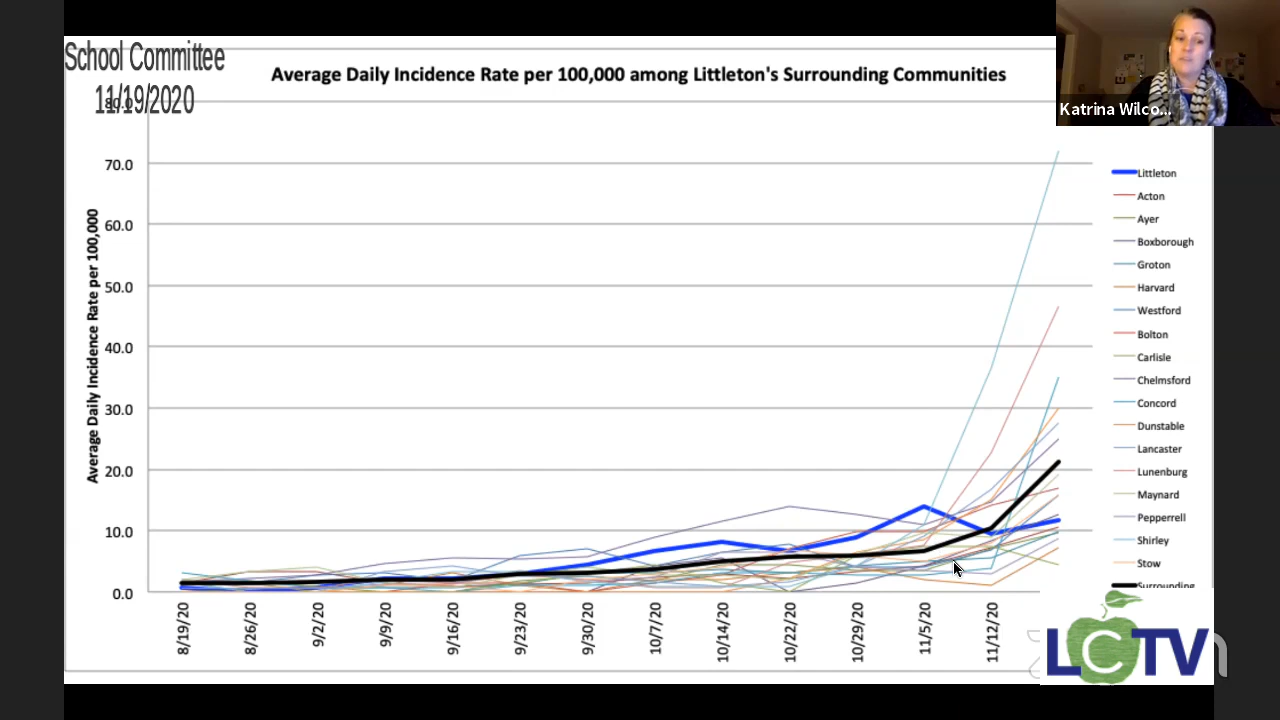 School Committee
11/19/2020
Average Daily Incidence Rate per 100,000 among Littleton's Surrounding Communities
Katrina Wilco...
Average Daily Incidence Rate per 100,000
80.0
70.0
60.0
50.0
40.0
30.0
20.0
10.0
0.0
8/19/20
8/26/20
9/2/20
9/9/20
9/16/20
9/23/20
9/30/20
10/7/20
10/14/20
10/22/20
10/29/20
11/5/20
11/12/20
Littleton
Acton
Ayer
Boxborough
Groton
Harvard
Westford
Bolton
Carlisle
Chelmsford
Concord
Dunstable
Lancaster
Lunenburg
Maynard
Pepperrell
Shirley
Stow
Surrounding
LCTV